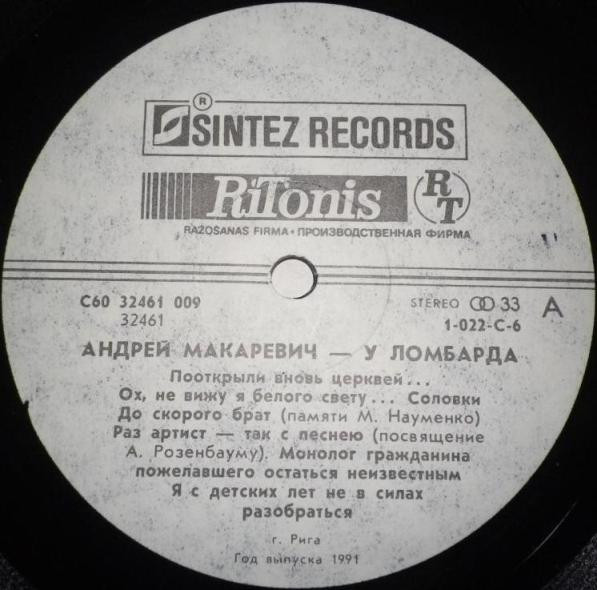 ®
SINTEZ RECORDS
RiTonis RT
RAŽOŠANAS FIRMA • ПРОИЗВОДСТВЕННАЯ ФИРМА
С60 32461 009 STEREO 33 A
32461 1-022-C-6
АНДРЕЙ МАКАРЕВИЧ — У ЛОМБАРДА
Пооткрыли вновь церквей...
Ох, не вижу я белого свету... Соловки
До скорого брат (памяти М. Науменко)
Раз артист — так с песнею (посвящение
А. Розенбауму). Монолог гражданина
пожелавшего остаться неизвестным
Я с детских лет не в силах
разобраться
г. Рига
Год выпуска 1991